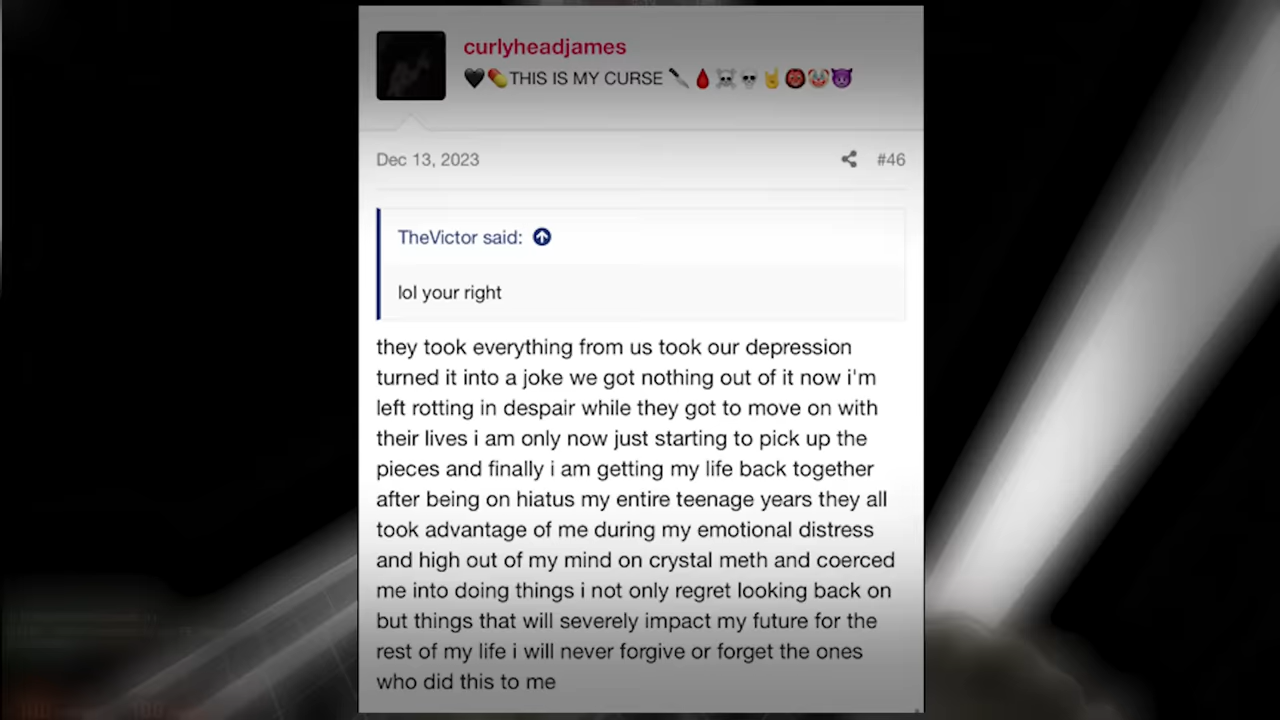 curlyheadjames
🖤💊THIS IS MY CURSE 🔪🩸☠️💀🤘👹🤡😈
Dec 13, 2023
#46
TheVictor said:
lol your right
they took everything from us took our depression
turned it into a joke we got nothing out of it now i'm
left rotting in despair while they got to move on with
their lives i am only now just starting to pick up the
pieces and finally i am getting my life back together
after being on hiatus my entire teenage years they all
took advantage of me during my emotional distress
and high out of my mind on crystal meth and coerced
me into doing things i not only regret looking back on
but things that will severely impact my future for the
rest of my life i will never forgive or forget the ones
who did this to me